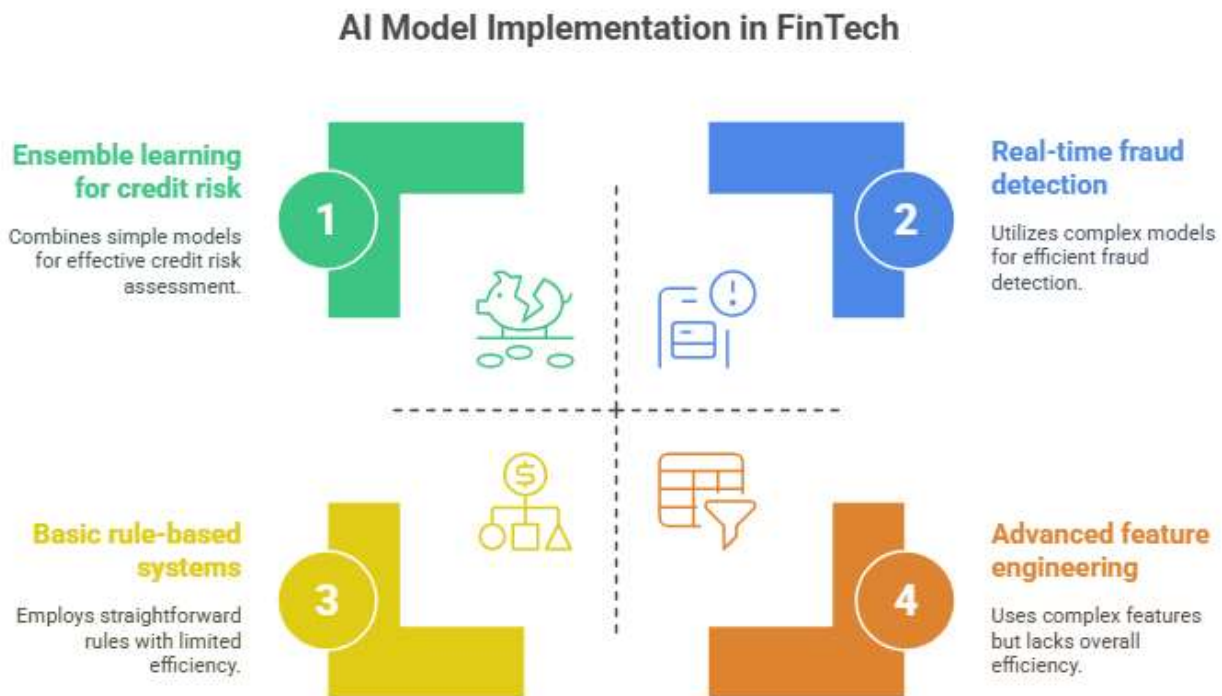 AI Model Implementation in FinTech
Ensemble learning
for credit risk
Combines simple models
for effective credit risk
assessment.
1
2
Real-time fraud
detection
Utilizes complex models
for efficient fraud
detection.
$
Basic rule-based
systems
Employs straightforward
rules with limited
efficiency.
3
4
Advanced feature
engineering
Uses complex features
but lacks overall
efficiency.